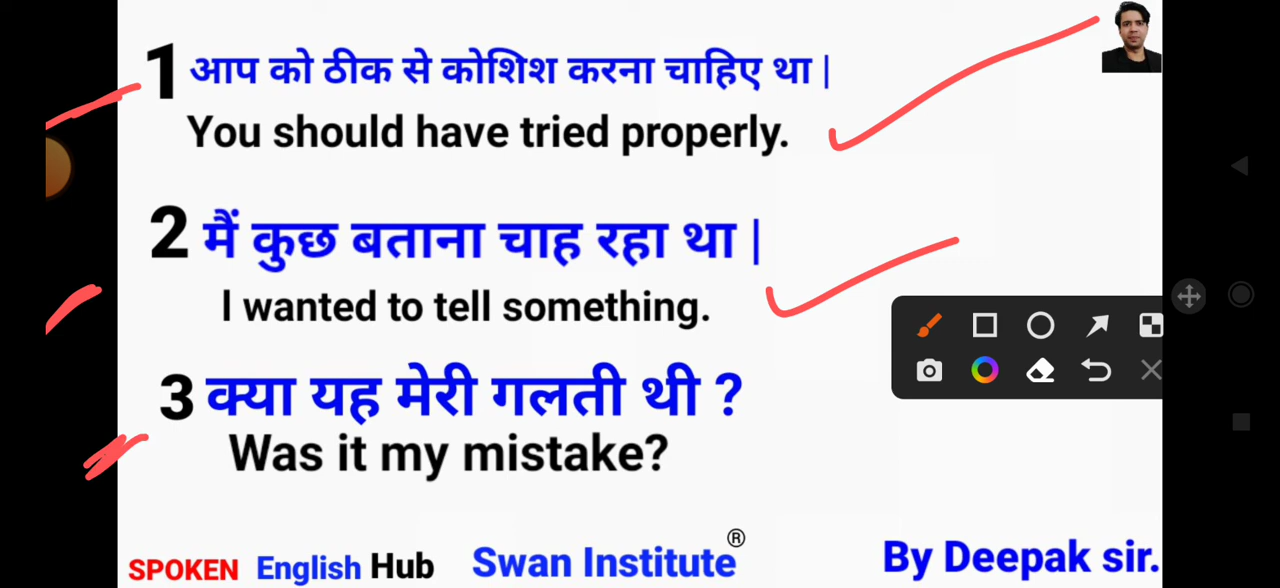 1 आप को ठीक से कोशिश करना चाहिए था |
You should have tried properly.
2 मैं कुछ बताना चाह रहा था |
I wanted to tell something.
3 क्या यह मेरी गलती थी ?
Was it my mistake?
SPOKEN English Hub Swan Institute® By Deepak sir.